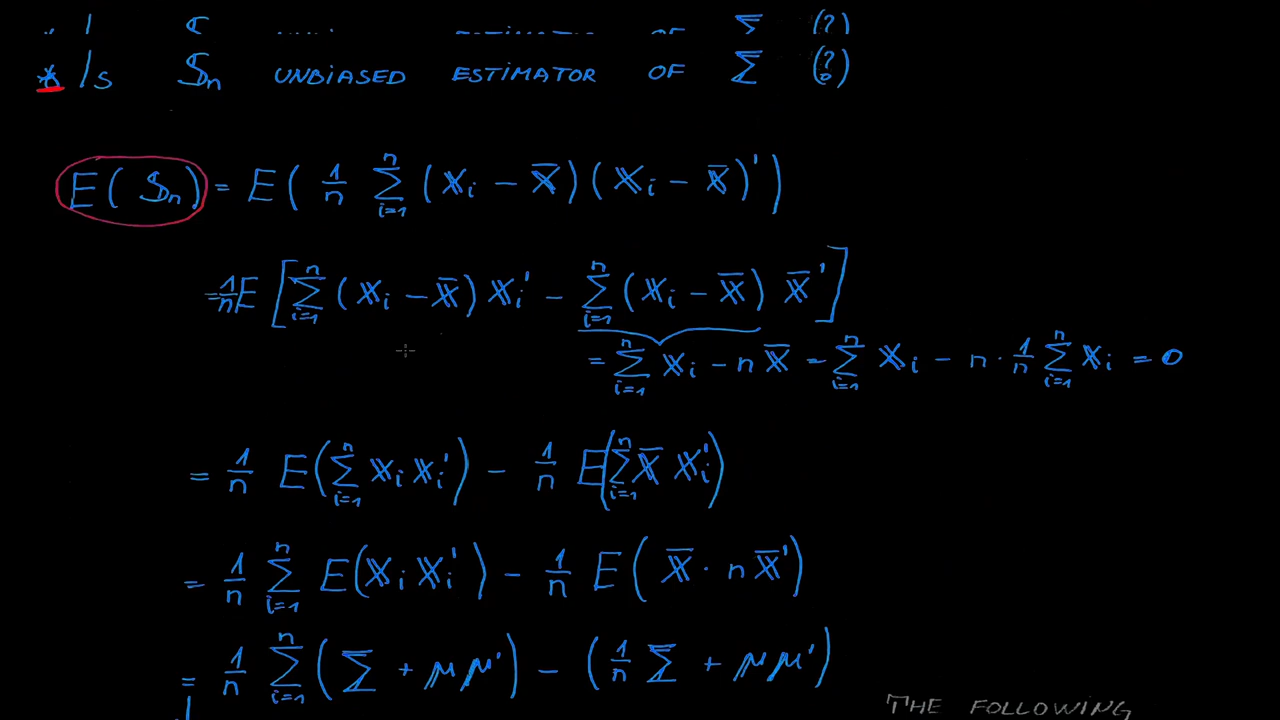 * Is 𝕊n UNBIASED ESTIMATOR OF Σ (?)
E(𝕊n) = E( 1/n Σ_{i=1}^{n} (𝕏i − 𝕏̄)(𝕏i − 𝕏̄)' )
= 1/n E [ Σ_{i=1}^{n} (𝕏i − 𝕏̄) 𝕏i' − Σ_{i=1}^{n} (𝕏i − 𝕏̄) 𝕏̄' ]
= Σ_{i=1}^{n} 𝕏i − n 𝕏̄ = Σ_{i=1}^{n} 𝕏i − n · 1/n Σ_{i=1}^{n} 𝕏i = 0
= 1/n E( Σ_{i=1}^{n} 𝕏i 𝕏i' ) − 1/n E( Σ_{i=1}^{n} 𝕏̄ 𝕏i' )
= 1/n Σ_{i=1}^{n} E(𝕏i 𝕏i') − 1/n E( 𝕏̄ · n 𝕏̄' )
= 1/n Σ_{i=1}^{n} ( Σ + μμ' ) − ( 1/n Σ + μμ' )
THE FOLLOWING